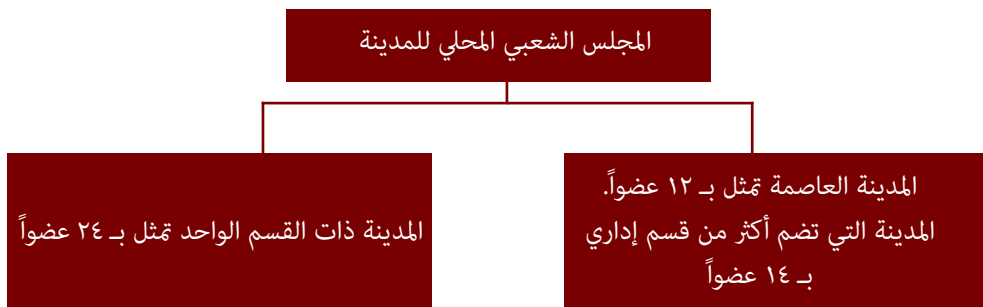 المجلس الشعبي المحلي للمدينة
المدينة العاصمة تمثل بـ ١٢ عضواً.
المدينة التي تضم أكثر من قسم إداري
بـ ١٤ عضواً
المدينة ذات القسم الواحد تمثل بـ ٢٤ عضواً